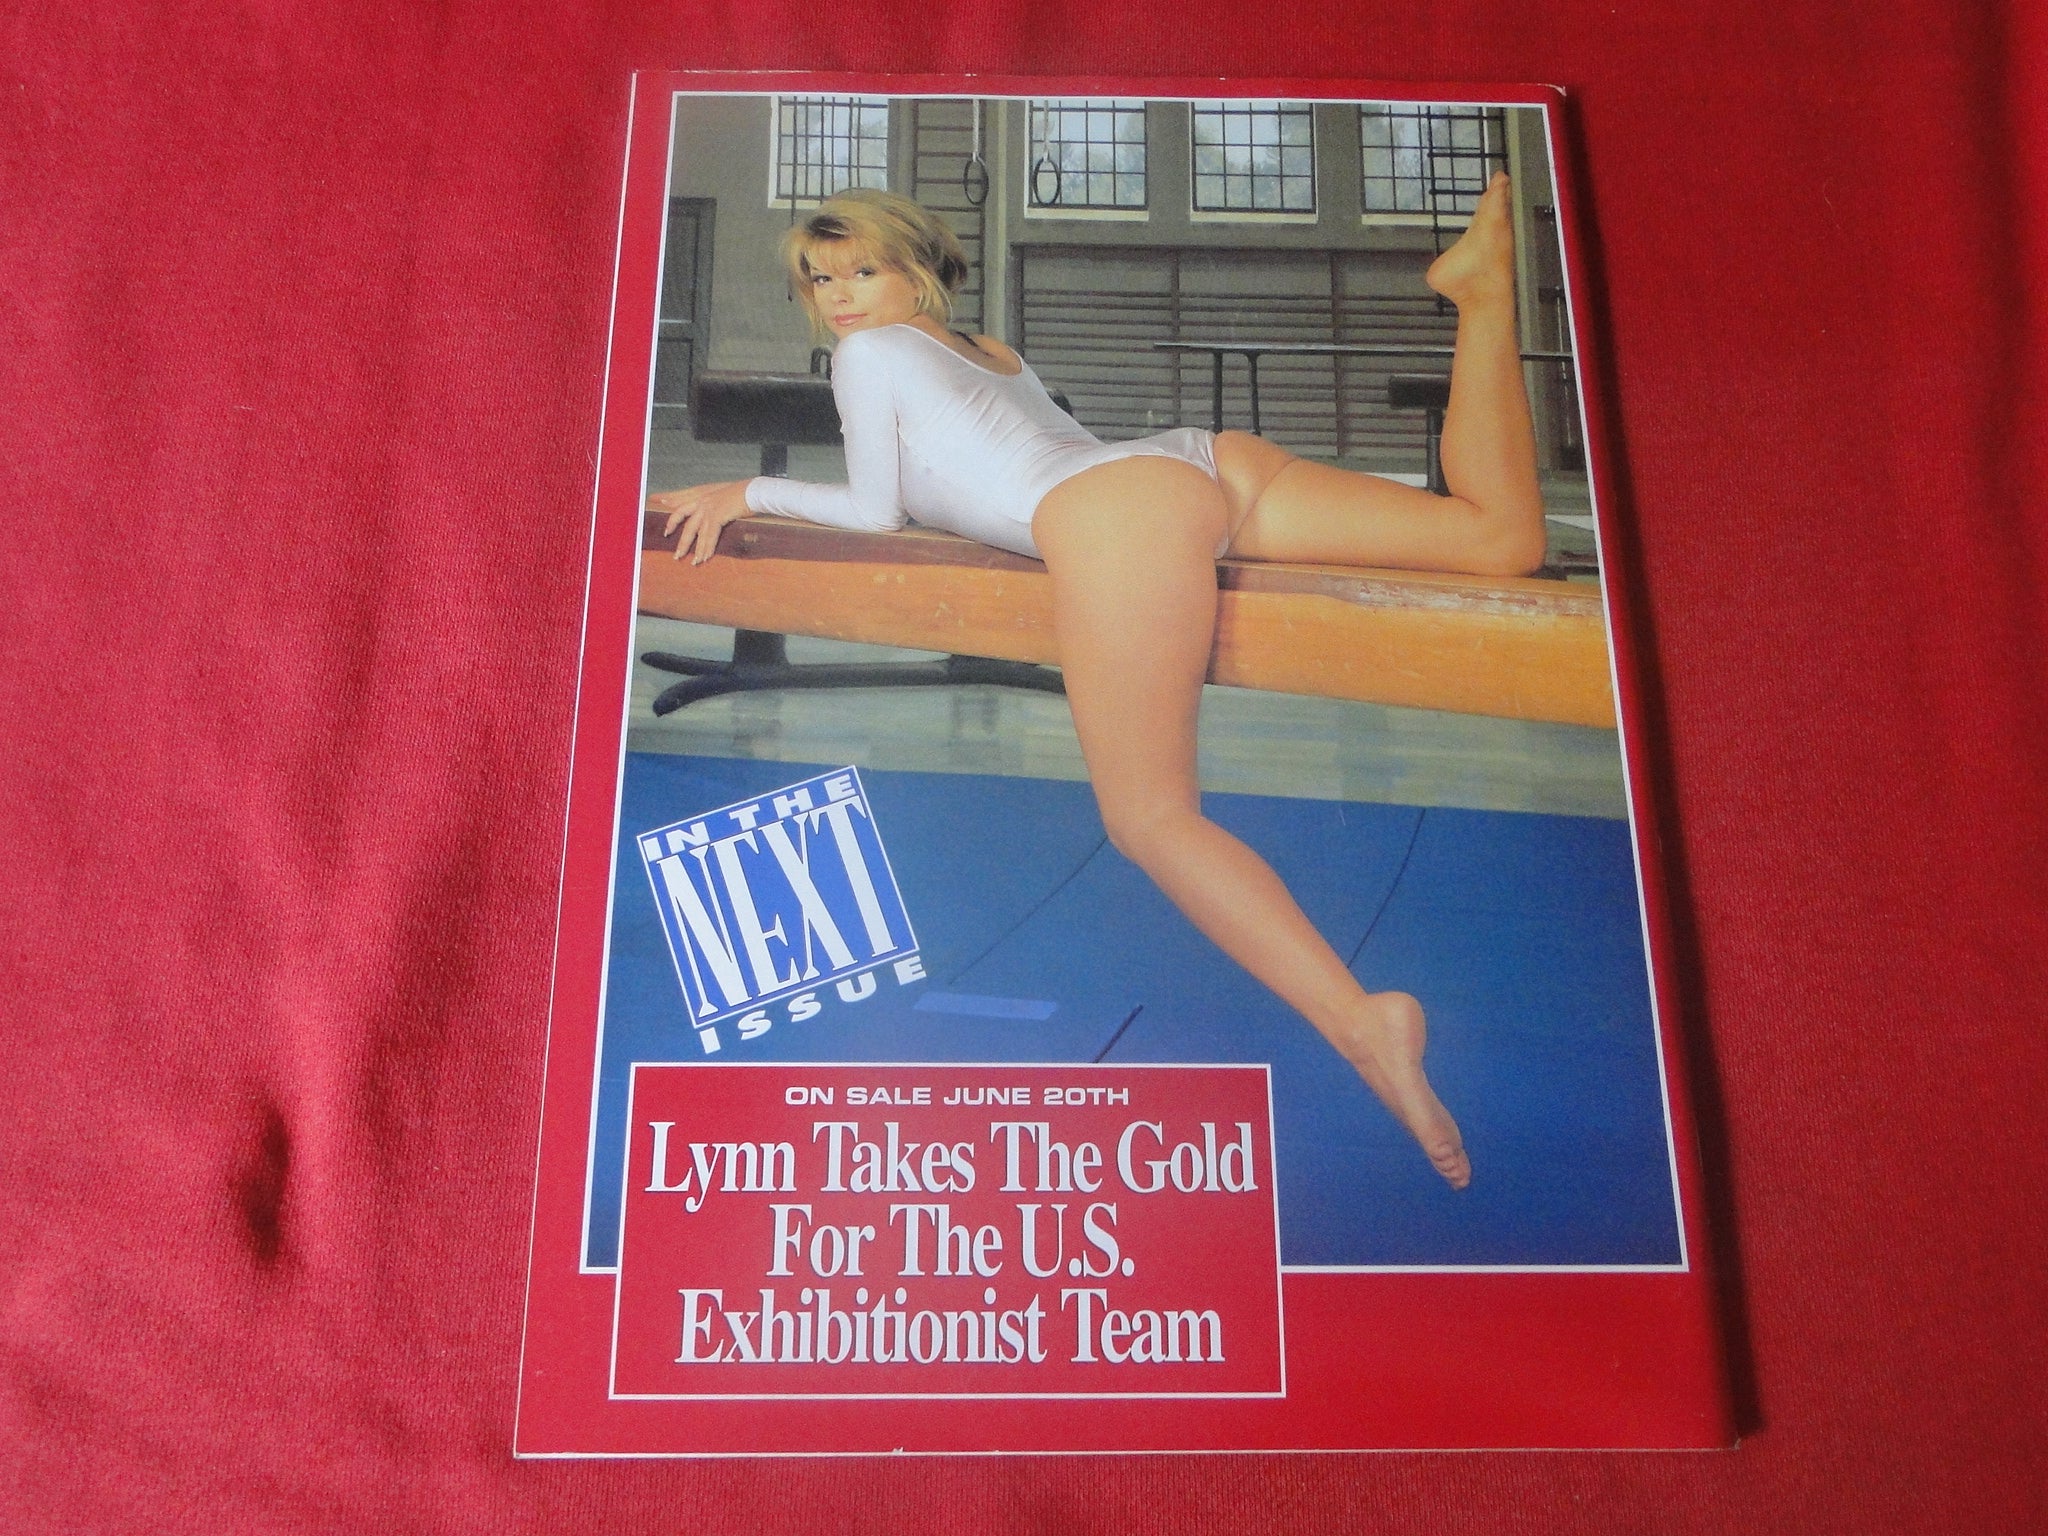 IN THE
NEXT
ISSUE
ON SALE JUNE 20TH
Lynn Takes The Gold
For The U.S.
Exhibitionist Team